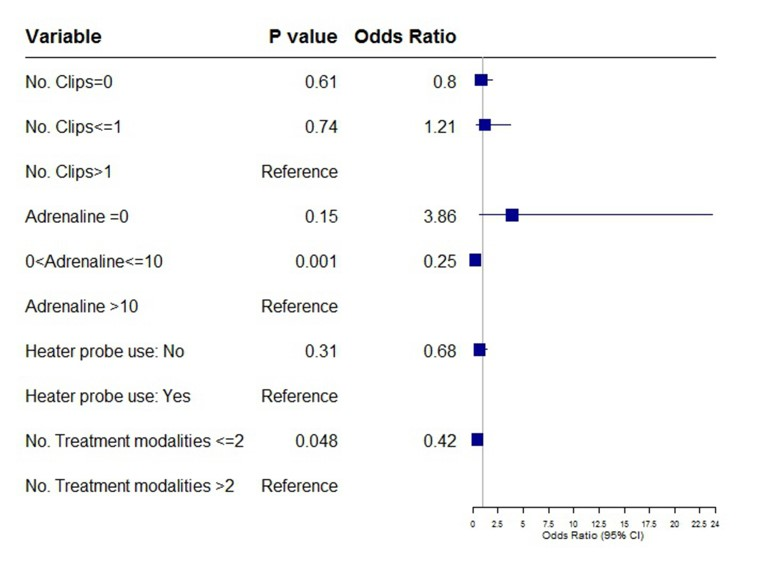 Variable P value Odds Ratio
No. Clips=0 0.61 0.8
No. Clips<=1 0.74 1.21
No. Clips>1 Reference
Adrenaline =0 0.15 3.86
0<Adrenaline<=10 0.001 0.25
Adrenaline >10 Reference
Heater probe use: No 0.31 0.68
Heater probe use: Yes Reference
No. Treatment modalities <=2 0.048 0.42
No. Treatment modalities >2 Reference
0 2.5 5 7.5 10 12.5 15 17.5 20 22.5 24
Odds Ratio (95% CI)